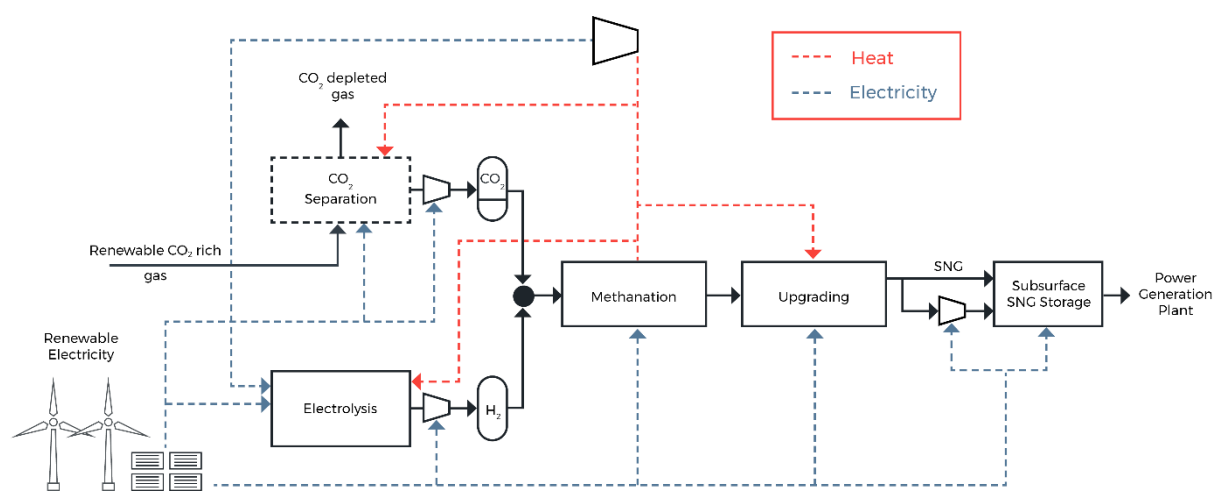 Heat
Electricity
CO₂ depleted
gas
CO₂
Separation
CO₂
Renewable CO₂ rich
gas
SNG
Methanation
Upgrading
Subsurface
SNG Storage
Power
Generation
Plant
Renewable
Electricity
Electrolysis
H₂